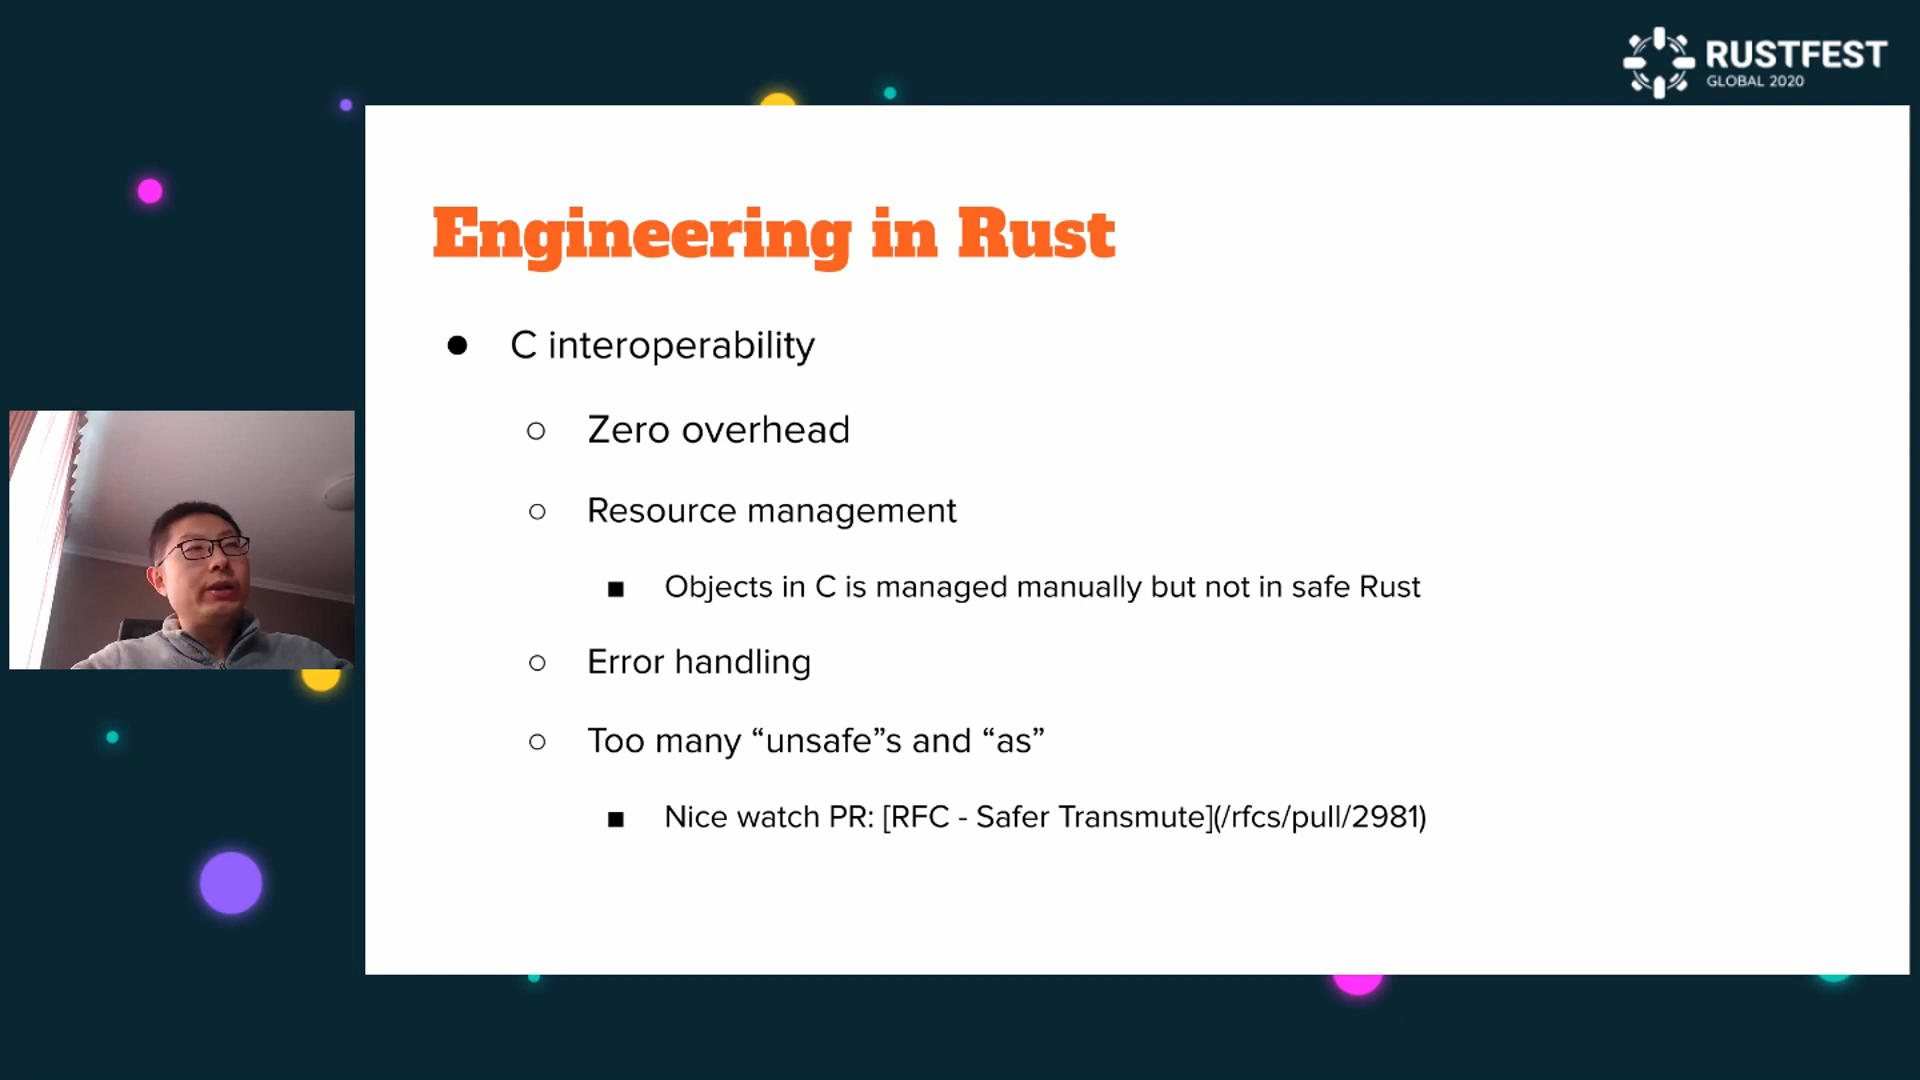 RUSTFEST
GLOBAL 2020
Engineering in Rust
● C interoperability
○ Zero overhead
○ Resource management
■ Objects in C is managed manually but not in safe Rust
○ Error handling
○ Too many “unsafe”s and “as”
■ Nice watch PR: [RFC - Safer Transmute](/rfcs/pull/2981)